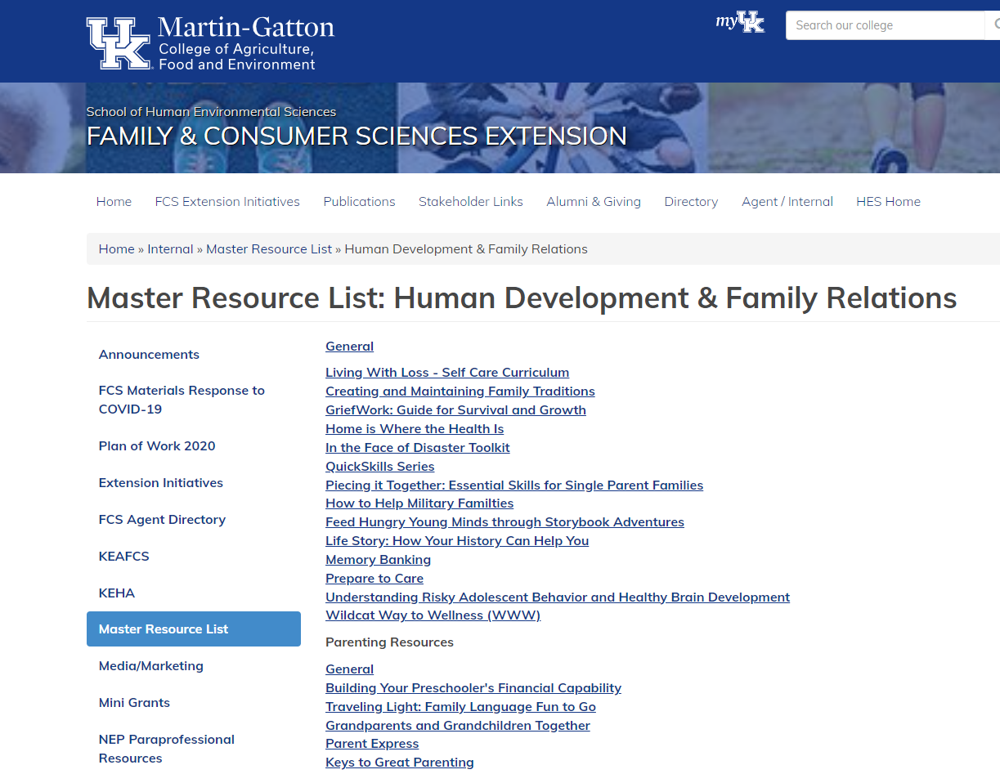 UK
Martin-Gatton
College of Agriculture,
Food and Environment
my UK
Search our college
School of Human Environmental Sciences
FAMILY & CONSUMER SCIENCES EXTENSION
Home FCS Extension Initiatives Publications Stakeholder Links Alumni & Giving Directory Agent / Internal HES Home
Home » Internal » Master Resource List » Human Development & Family Relations
Master Resource List: Human Development & Family Relations
Announcements
FCS Materials Response to
COVID-19
Plan of Work 2020
Extension Initiatives
FCS Agent Directory
KEAFCS
KEHA
Master Resource List
Media/Marketing
Mini Grants
NEP Paraprofessional
Resources
General
Living With Loss - Self Care Curriculum
Creating and Maintaining Family Traditions
GriefWork: Guide for Survival and Growth
Home is Where the Health Is
In the Face of Disaster Toolkit
QuickSkills Series
Piecing it Together: Essential Skills for Single Parent Families
How to Help Military Familties
Feed Hungry Young Minds through Storybook Adventures
Life Story: How Your History Can Help You
Memory Banking
Prepare to Care
Understanding Risky Adolescent Behavior and Healthy Brain Development
Wildcat Way to Wellness (WWW)
Parenting Resources
General
Building Your Preschooler's Financial Capability
Traveling Light: Family Language Fun to Go
Grandparents and Grandchildren Together
Parent Express
Keys to Great Parenting